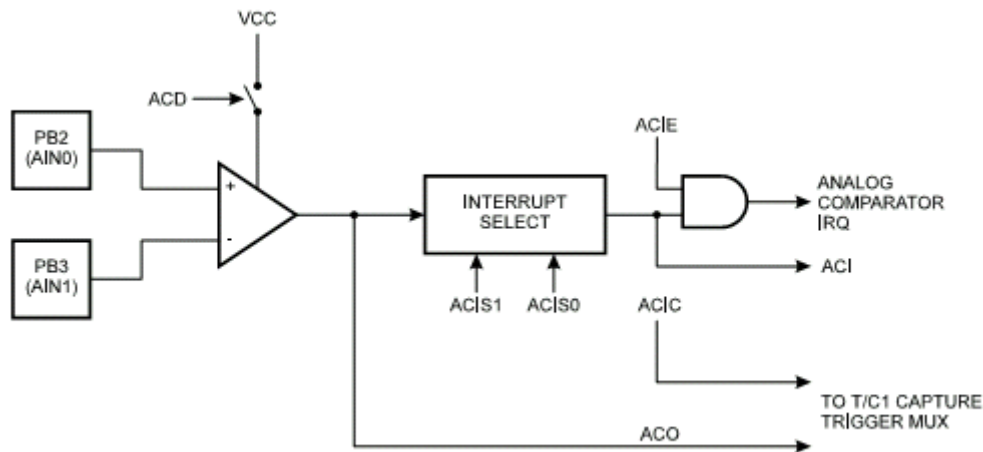 VCC
ACD
PB2
(AIN0)
+
-
PB3
(AIN1)
INTERRUPT
SELECT
ACIS1 ACIS0
ACIE
ANALOG
COMPARATOR
IRQ
ACI
ACIC
TO T/C1 CAPTURE
TRIGGER MUX
ACO